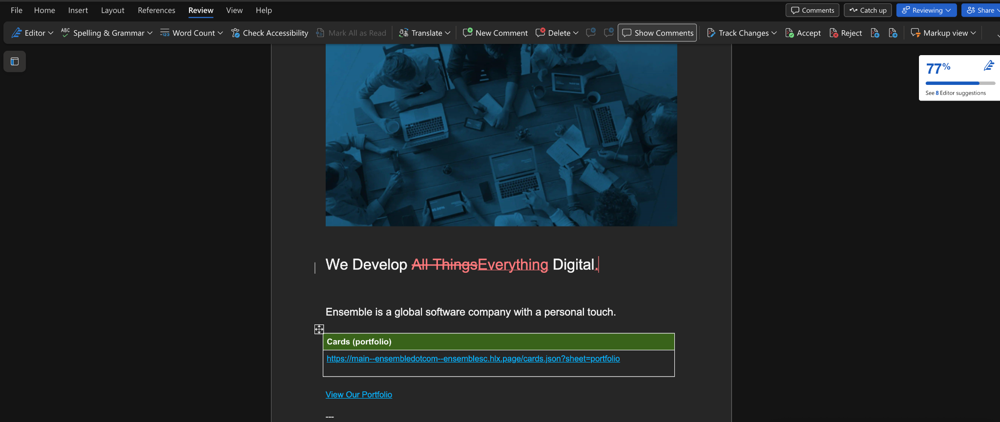 File Home Insert Layout References Review View Help Comments Catch up Reviewing Share
Editor ABC Spelling & Grammar 123 Word Count Check Accessibility Mark All as Read Translate New Comment Delete Show Comments Track Changes Accept Reject Markup view
77%
See 8 Editor suggestions
We Develop All ThingsEverything Digital.
Ensemble is a global software company with a personal touch.
Cards (portfolio)
https://main--ensembledotcom--ensemblesc.hlx.page/cards.json?sheet=portfolio
View Our Portfolio
---